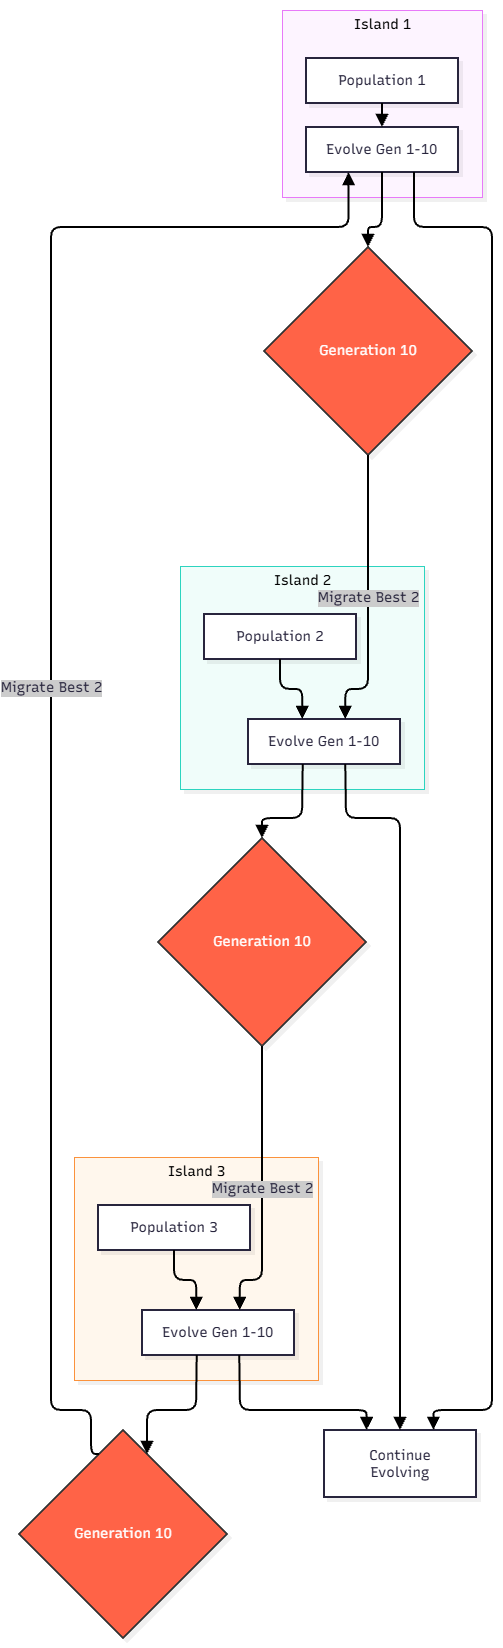 Island 1
Population 1
Evolve Gen 1-10
Generation 10
Island 2
Migrate Best 2
Population 2
Migrate Best 2
Evolve Gen 1-10
Generation 10
Island 3
Migrate Best 2
Population 3
Evolve Gen 1-10
Continue
Evolving
Generation 10